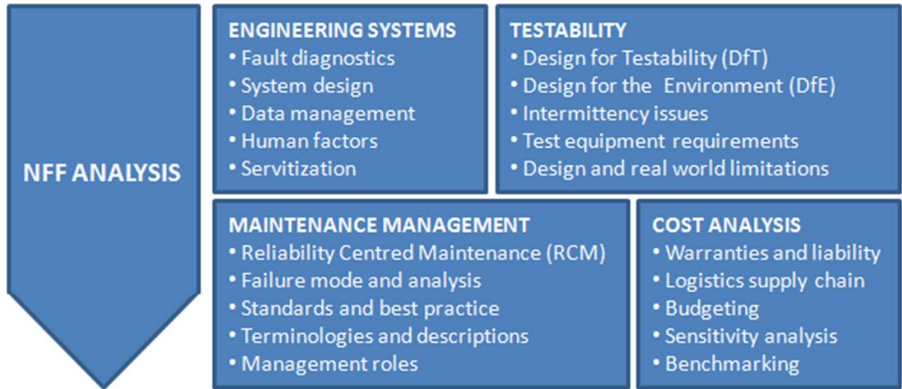 NFF ANALYSIS
ENGINEERING SYSTEMS
• Fault diagnostics
• System design
• Data management
• Human factors
• Servitization
TESTABILITY
• Design for Testability (DfT)
• Design for the Environment (DfE)
• Intermittency issues
• Test equipment requirements
• Design and real world limitations
MAINTENANCE MANAGEMENT
• Reliability Centred Maintenance (RCM)
• Failure mode and analysis
• Standards and best practice
• Terminologies and descriptions
• Management roles
COST ANALYSIS
• Warranties and liability
• Logistics supply chain
• Budgeting
• Sensitivity analysis
• Benchmarking